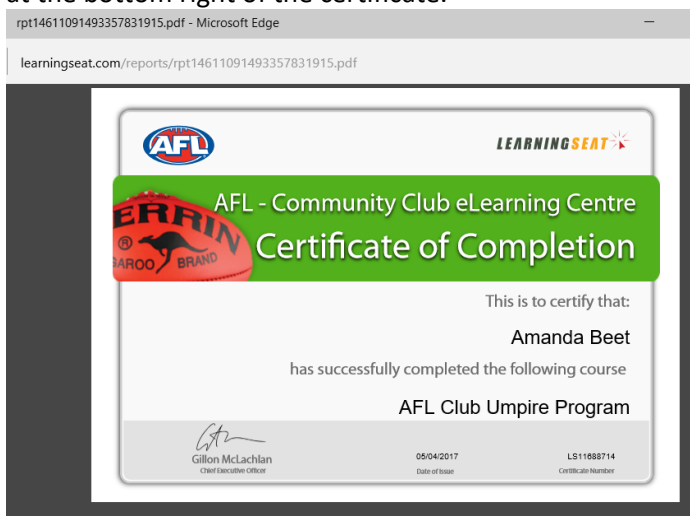 at the bottom right of the certificate.
rpt14611091493357831915.pdf - Microsoft Edge
learningseat.com/reports/rpt14611091493357831915.pdf
AFL
LEARNINGSEAT
AFL - Community Club eLearning Centre
Certificate of Completion
ERRIN
®
AROO BRAND
This is to certify that:
Amanda Beet
has successfully completed the following course
AFL Club Umpire Program
Gillon McLachlan
Chief Executive Officer
05/04/2017
Date of Issue
LS11688714
Certificate Number